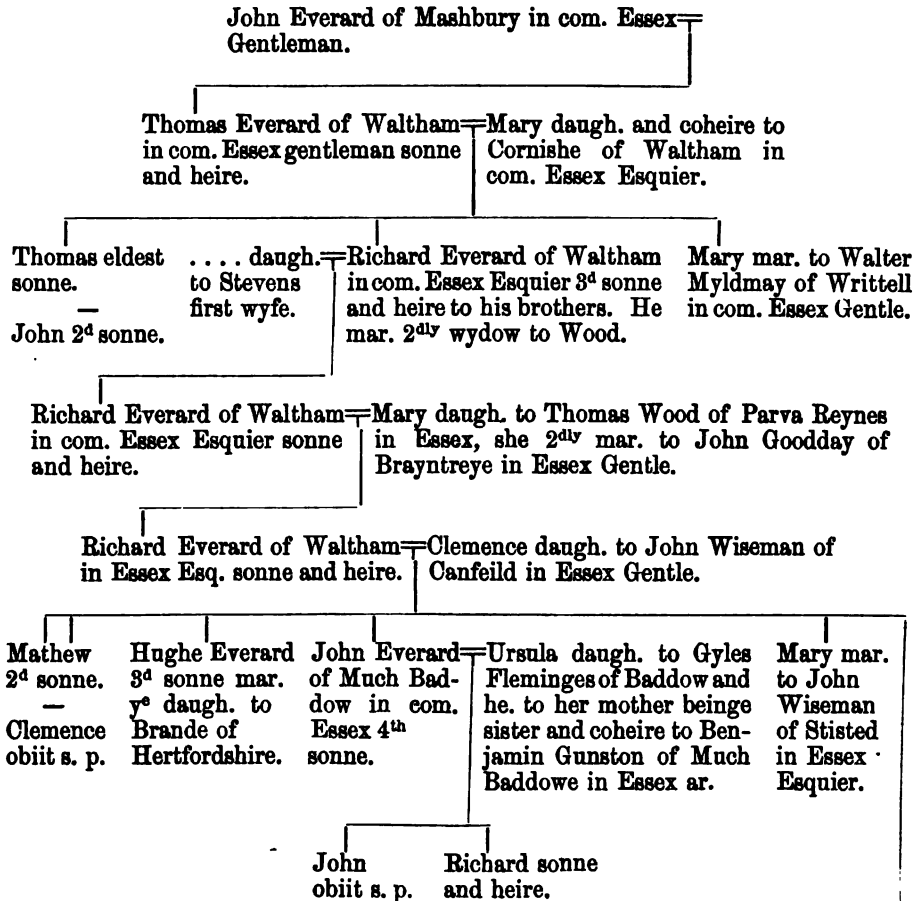 John Everard of Mashbury in com. Essex
Gentleman.
Thomas Everard of Waltham
in com. Essex gentleman sonne
and heire.
Mary daugh. and coheire to
Cornishe of Waltham in
com. Essex Esquier.
Thomas eldest
sonne.
—
John 2ᵈ sonne.
.... daugh.
to Stevens
first wyfe.
Richard Everard of Waltham
in com. Essex Esquier 3ᵈ sonne
and heire to his brothers. He
mar. 2ᵈˡʸ wydow to Wood.
Mary mar. to Walter
Myldmay of Writtell
in com. Essex Gentle.
Richard Everard of Waltham
in com. Essex Esquier sonne
and heire.
Mary daugh. to Thomas Wood of Parva Reynes
in Essex, she 2ᵈˡʸ mar. to John Goodday of
Brayntreye in Essex Gentle.
Richard Everard of Waltham
in Essex Esq. sonne and heire.
Clemence daugh. to John Wiseman of
Canfeild in Essex Gentle.
Mathew
2ᵈ sonne.
—
Clemence
obiit s. p.
Hughe Everard
3ᵈ sonne mar.
yᵉ daugh. to
Brande of
Hertfordshire.
John Everard
of Much Bad-
dow in com.
Essex 4ᵗʰ
sonne.
Ursula daugh. to Gyles
Fleminges of Baddow and
he. to her mother beinge
sister and coheire to Ben-
jamin Gunston of Much
Baddowe in Essex ar.
Mary mar.
to John
Wiseman
of Stisted
in Essex
Esquier.
John
obiit s. p.
Richard sonne
and heire.